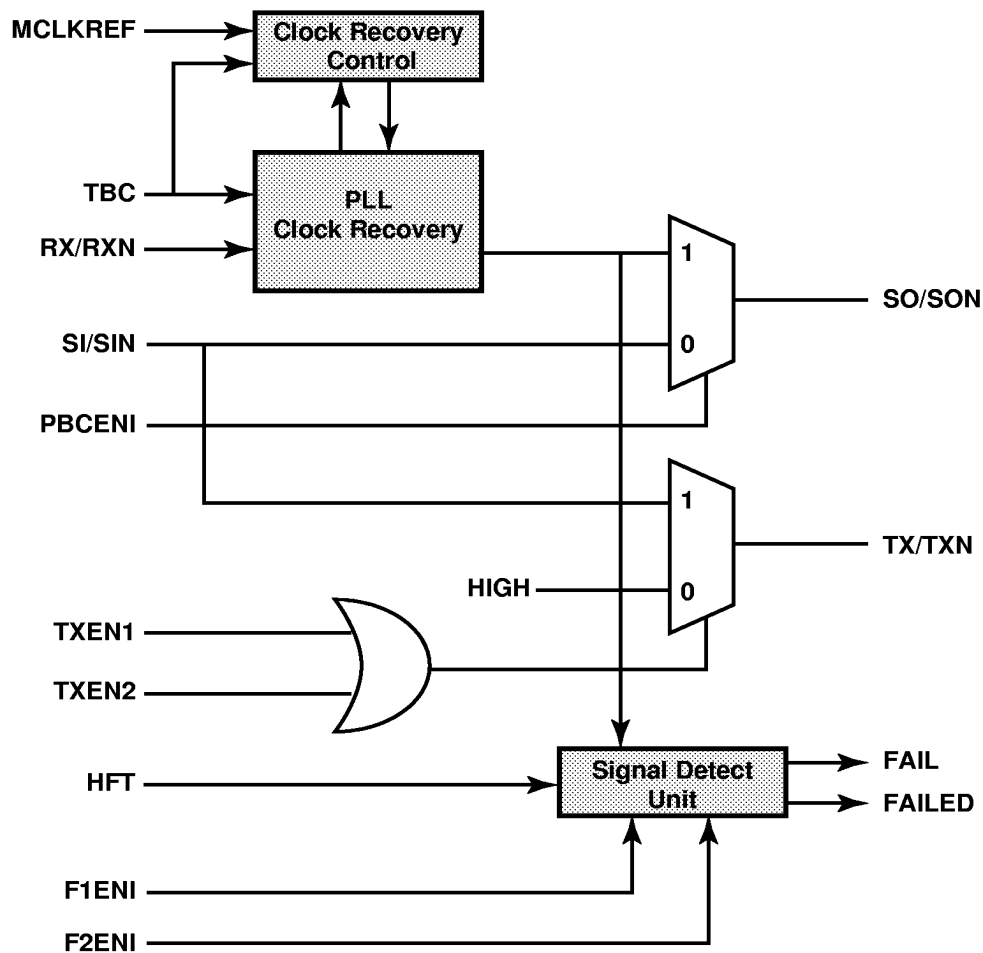 MCLKREF
Clock Recovery
Control
TBC
PLL
Clock Recovery
RX/RXN
1
SO/SON
SI/SIN
0
PBCENI
1
TX/TXN
HIGH
0
TXEN1
TXEN2
Signal Detect
Unit
FAIL
HFT
FAILED
F1ENI
F2ENI